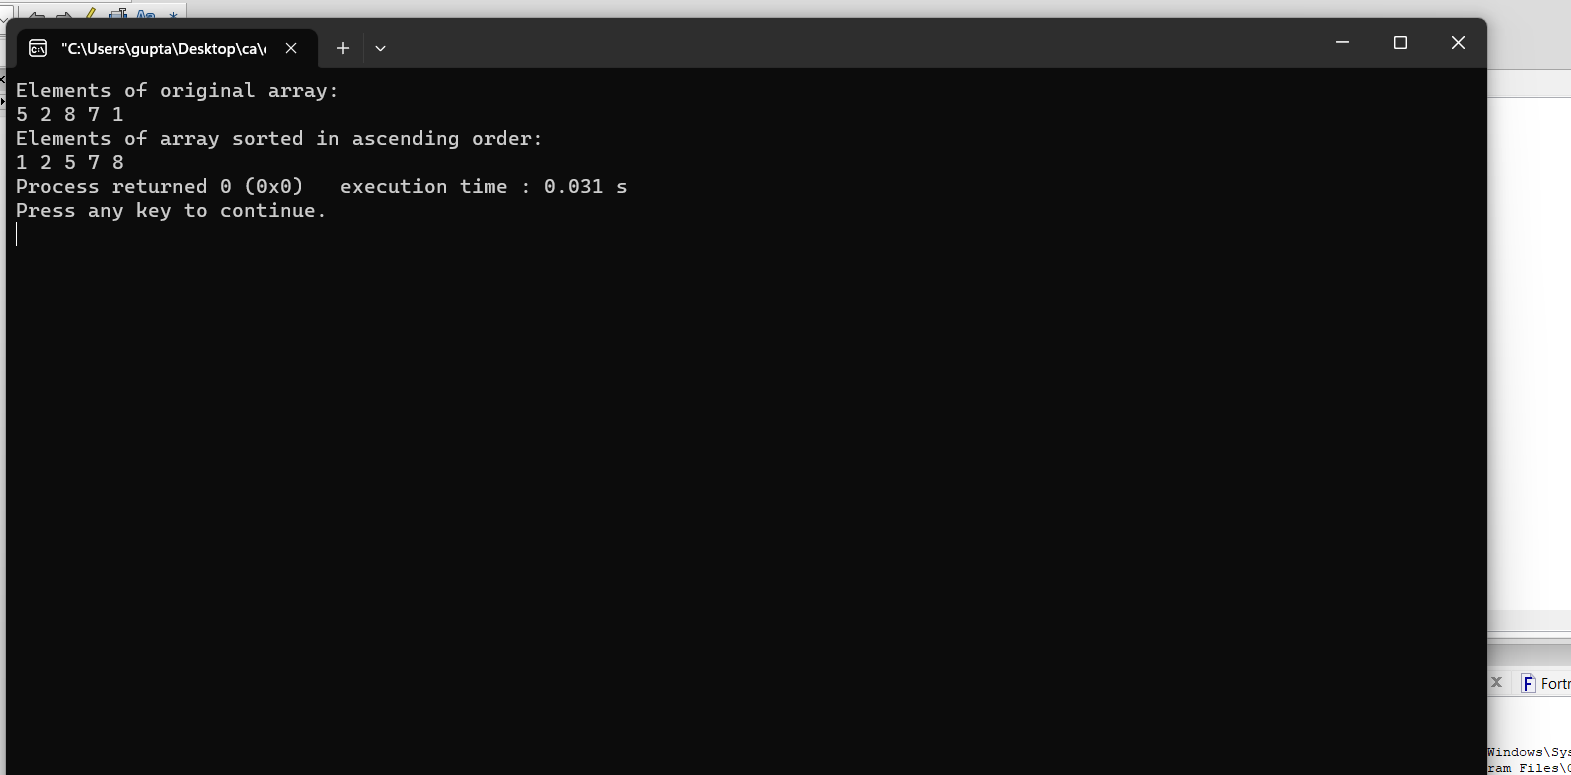 "C:\Users\gupta\Desktop\ca\
Elements of original array:
5 2 8 7 1
Elements of array sorted in ascending order:
1 2 5 7 8
Process returned 0 (0x0)   execution time : 0.031 s
Press any key to continue.
Fortr
Windows\Sys
ram Files\